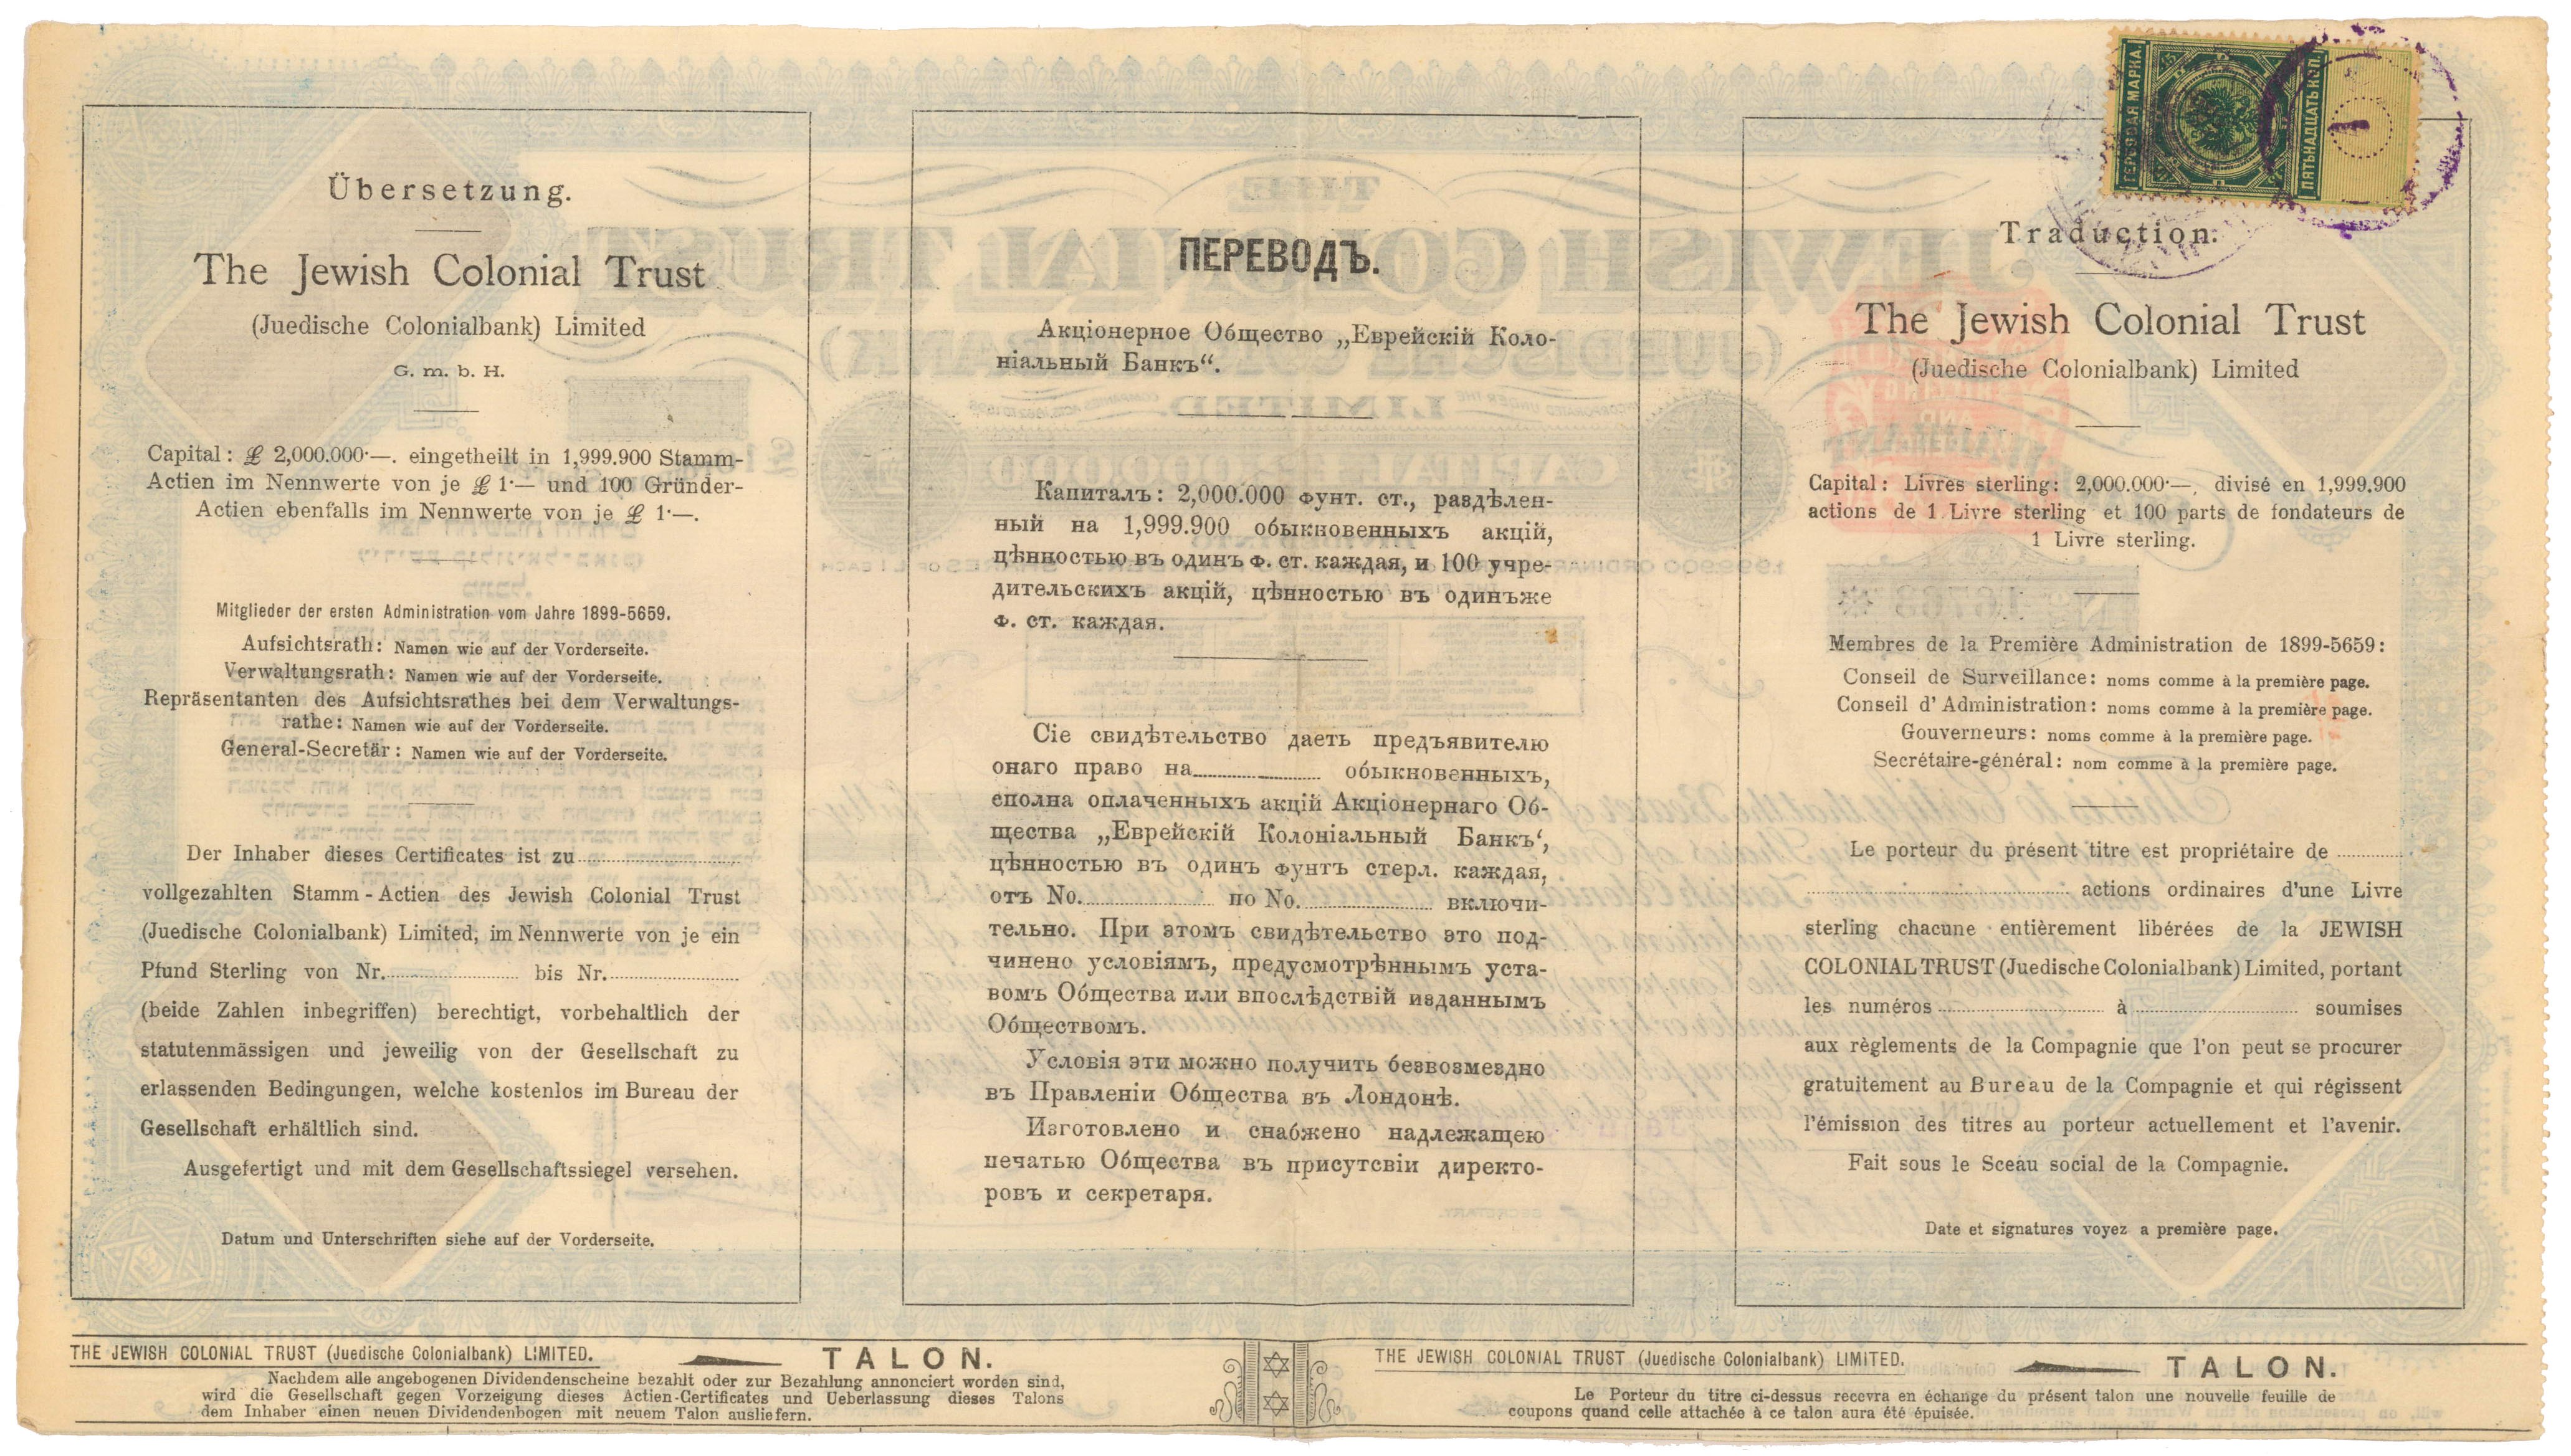 Übersetzung.
The Jewish Colonial Trust
(Juedische Colonialbank) Limited
G. m. b. H.
Capital: £ 2,000.000·—. eingetheilt in 1,999.900 Stamm-
Actien im Nennwerte von je £ 1·— und 100 Gründer-
Actien ebenfalls im Nennwerte von je £ 1·—.
Mitglieder der ersten Administration vom Jahre 1899-5659.
Aufsichtsrath: Namen wie auf der Vorderseite.
Verwaltungsrath: Namen wie auf der Vorderseite.
Repräsentanten des Aufsichtsrathes bei dem Verwaltungs-
rathe: Namen wie auf der Vorderseite.
General-Secretär: Namen wie auf der Vorderseite.
Der Inhaber dieses Certificates ist zu
vollgezahlten Stamm-Actien des Jewish Colonial Trust
(Juedische Colonialbank) Limited, im Nennwerte von je ein
Pfund Sterling von Nr. bis Nr.
(beide Zahlen inbegriffen) berechtigt, vorbehaltlich der
statutenmässigen und jeweilig von der Gesellschaft zu
erlassenden Bedingungen, welche kostenlos im Bureau der
Gesellschaft erhältlich sind.
Ausgefertigt und mit dem Gesellschaftssiegel versehen.
Datum und Unterschriften siehe auf der Vorderseite.
ПЕРЕВОДЪ.
Акціонерное Общество „Еврейскій Коло-
ніальный Банкъ“.
Капиталъ: 2,000.000 фунт. ст., раздѣлен-
ный на 1,999.900 обыкновенныхъ акцій,
цѣнностью въ одинъ ф. ст. каждая, и 100 учре-
дительскихъ акцій, цѣнностью въ одинъже
ф. ст. каждая.
Сіе свидѣтельство даетъ предъявителю
онаго право на обыкновенныхъ,
сполна оплаченныхъ акцій Акціонернаго Об-
щества „Еврейскій Колоніальный Банкъ‘,
цѣнностью въ одинъ фунтъ стерл. каждая,
отъ No. по No. включи-
тельно. При этомъ свидѣтельство это под-
чинено условіямъ, предусмотрѣннымъ уста-
вомъ Общества или впослѣдствій изданнымъ
Обществомъ.
Условія эти можно получить безвозмездно
въ Правленіи Общества въ Лондонѣ.
Изготовлено и снабжено надлежащею
печатью Общества въ присутсвіи директо-
ровъ и секретаря.
ГЕРБОВАЯ МАРКА.
ПЯТЬНАДЦАТЬ КОП.
Traduction.
The Jewish Colonial Trust
(Juedische Colonialbank) Limited
Capital: Livres sterling: 2,000.000·—, divisé en 1,999.900
actions de 1 Livre sterling et 100 parts de fondateurs de
1 Livre sterling.
Membres de la Première Administration de 1899-5659:
Conseil de Surveillance: noms comme à la première page.
Conseil d'Administration: noms comme à la première page.
Gouverneurs: noms comme à la première page.
Secrétaire-général: nom comme à la première page.
Le porteur du présent titre est propriétaire de
actions ordinaires d'une Livre
sterling chacune entièrement libérées de la JEWISH
COLONIAL TRUST (Juedische Colonialbank) Limited, portant
les numéros à soumises
aux règlements de la Compagnie que l'on peut se procurer
gratuitement au Bureau de la Compagnie et qui régissent
l'émission des titres au porteur actuellement et l'avenir.
Fait sous le Sceau social de la Compagnie.
Date et signatures voyez a première page.
THE JEWISH COLONIAL TRUST (Juedische Colonialbank) LIMITED. TALON.
Nachdem alle angebogenen Dividendenscheine bezahlt oder zur Bezahlung annonciert worden sind,
wird die Gesellschaft gegen Vorzeigung dieses Actien-Certificates und Ueberlassung dieses Talons
dem Inhaber einen neuen Dividendenbogen mit neuem Talon ausliefern.
THE JEWISH COLONIAL TRUST (Juedische Colonialbank) LIMITED. TALON.
Le Porteur du titre ci-dessus recevra en échange du présent talon une nouvelle feuille de
coupons quand celle attachée à ce talon aura été épuisée.